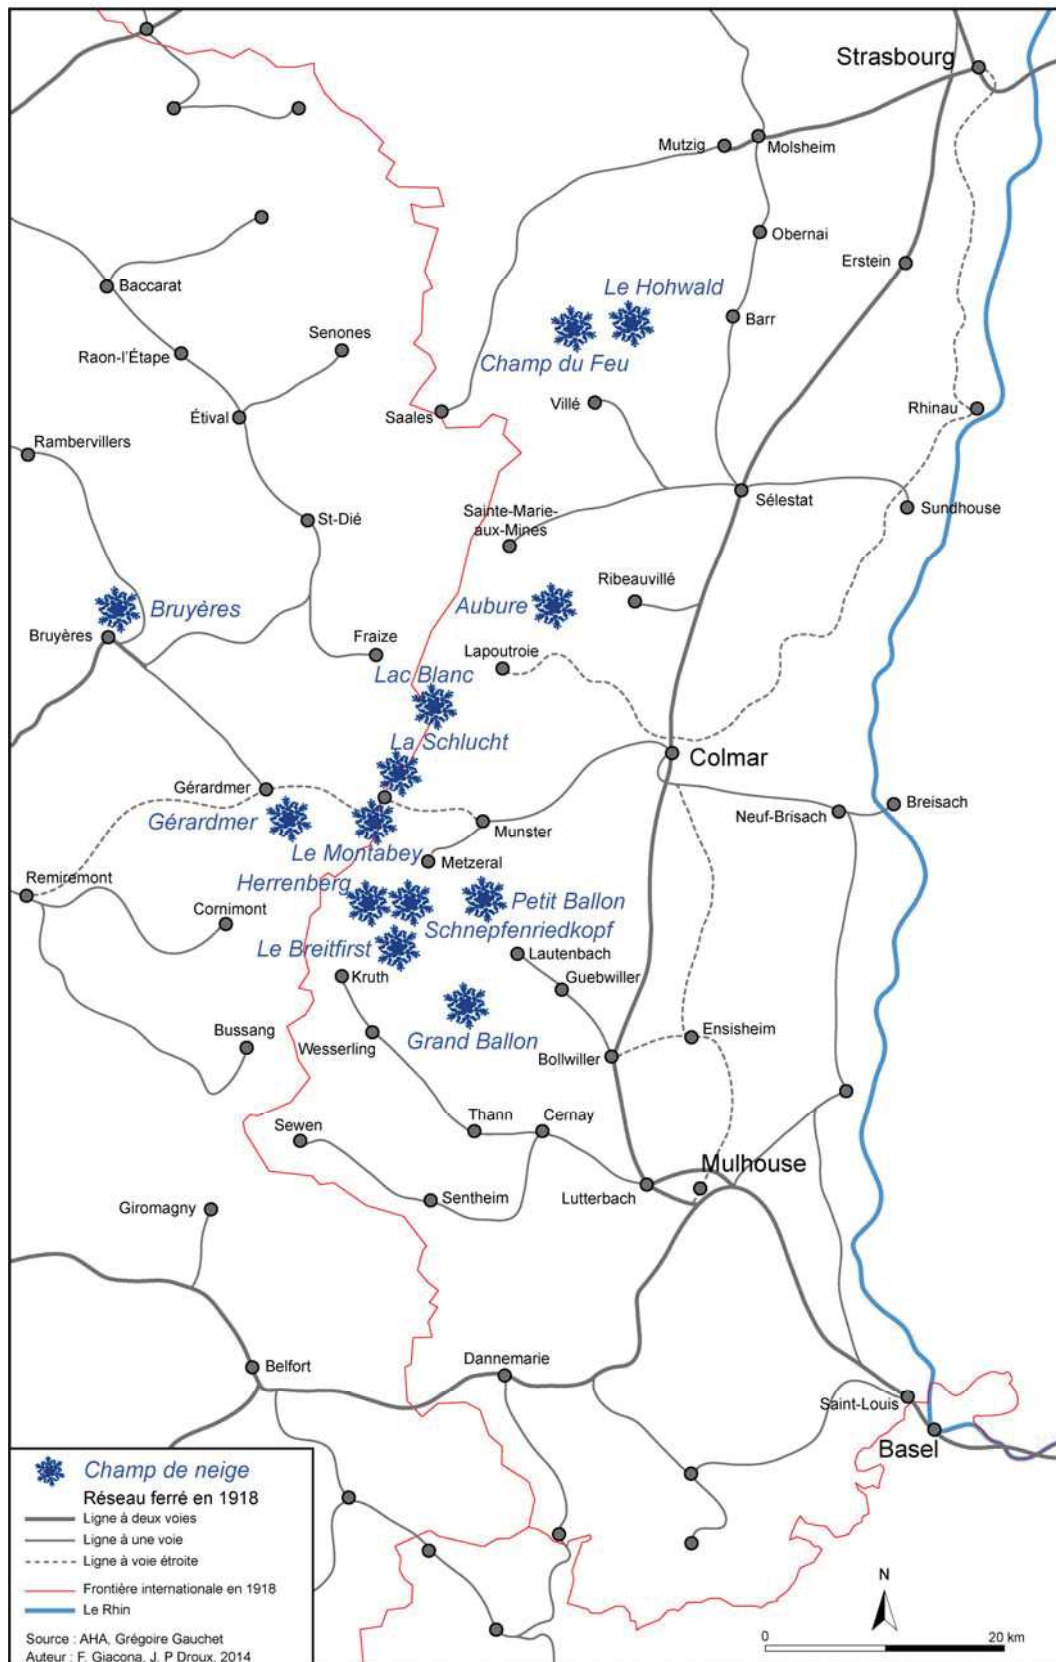 Strasbourg
Mutzig
Molsheim
Obernai
Erstein
Baccarat
Le Hohwald
Barr
Senones
Raon-l'Étape
Champ du Feu
Villé
Rhinau
Étival
Saales
Rambervillers
Sélestat
Sainte-Marie-
aux-Mines
Sundhouse
St-Dié
Ribeauvillé
Bruyères
Aubure
Bruyères
Fraize
Lapoutroie
Lac Blanc
La Schlucht
Colmar
Gérardmer
Breisach
Gérardmer
Neuf-Brisach
Munster
Le Montabey
Metzeral
Remiremont
Herrenberg
Petit Ballon
Cornimont
Schnepfenriedkopf
Le Breitfirst
Lautenbach
Kruth
Guebwiller
Bussang
Wesserling
Grand Ballon
Ensisheim
Bollwiller
Thann
Cernay
Sewen
Mulhouse
Sentheim
Lutterbach
Giromagny
Dannemarie
Belfort
Saint-Louis
Basel
Champ de neige
Réseau ferré en 1918
Ligne à deux voies
Ligne à une voie
Ligne à voie étroite
Frontière internationale en 1918
Le Rhin
Source : AHA, Grégoire Gauchet
Auteur : F. Giacona, J. P Droux, 2014
N
0 20 km